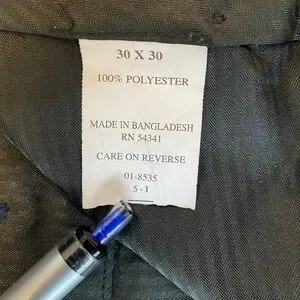 30 X 30
100% POLYESTER
MADE IN BANGLADESH
RN 54341
CARE ON REVERSE
01-8535
5 - 1